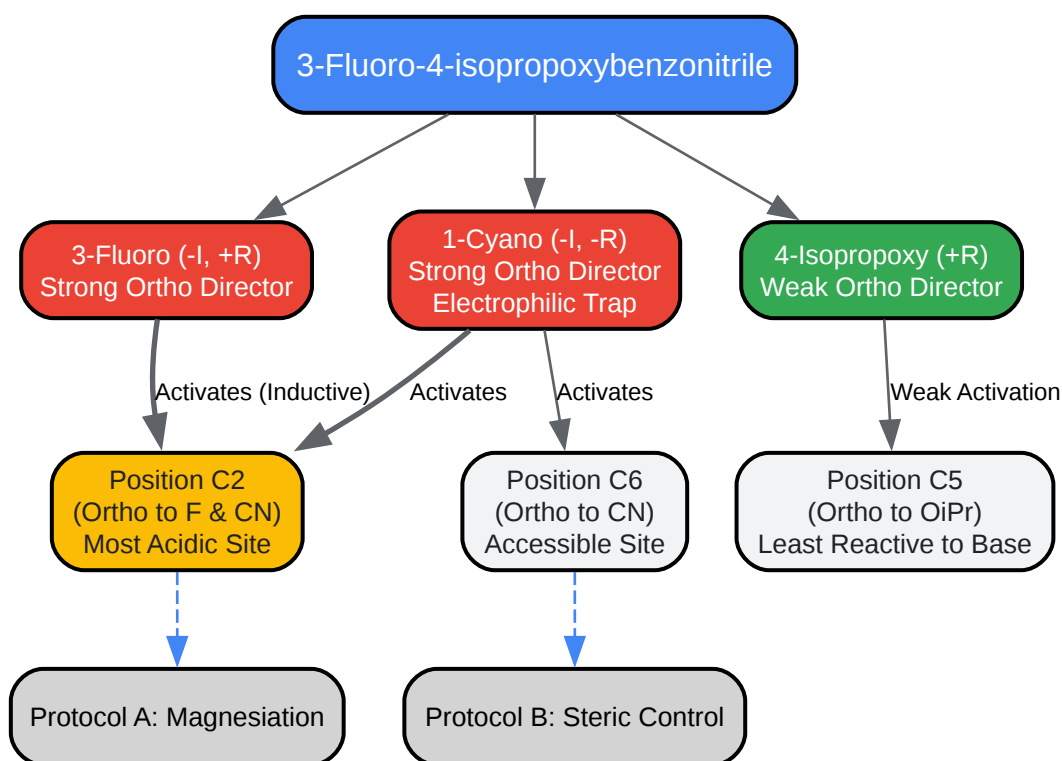 3-Fluoro-4-isopropoxybenzonitrile
3-Fluoro (-I, +R)
Strong Ortho Director
1-Cyano (-I, -R)
Strong Ortho Director
Electrophilic Trap
4-Isopropoxy (+R)
Weak Ortho Director
Activates (Inductive)
Activates
Activates
Weak Activation
Position C2
(Ortho to F & CN)
Most Acidic Site
Position C6
(Ortho to CN)
Accessible Site
Position C5
(Ortho to OiPr)
Least Reactive to Base
Protocol A: Magnesiation
Protocol B: Steric Control